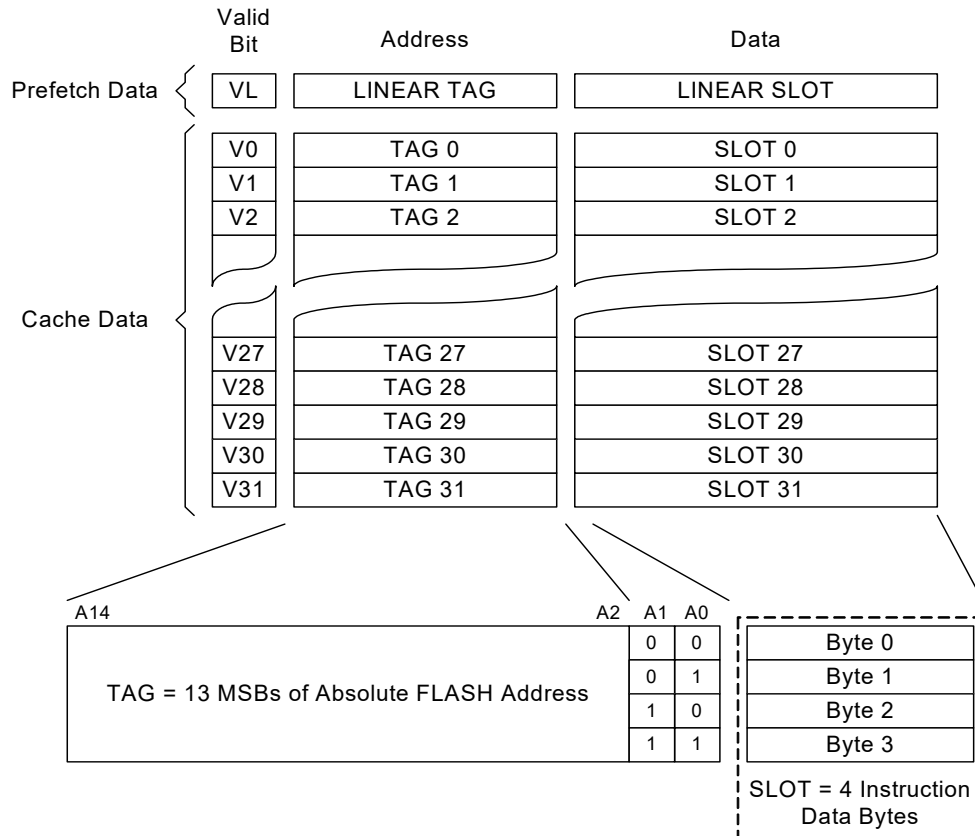 Valid
Bit
Address
Data
Prefetch Data
VL
LINEAR TAG
LINEAR SLOT
Cache Data
V0
TAG 0
SLOT 0
V1
TAG 1
SLOT 1
V2
TAG 2
SLOT 2
V27
TAG 27
SLOT 27
V28
TAG 28
SLOT 28
V29
TAG 29
SLOT 29
V30
TAG 30
SLOT 30
V31
TAG 31
SLOT 31
A14
A2
A1
A0
TAG = 13 MSBs of Absolute FLASH Address
0
0
Byte 0
0
1
Byte 1
1
0
Byte 2
1
1
Byte 3
SLOT = 4 Instruction
Data Bytes